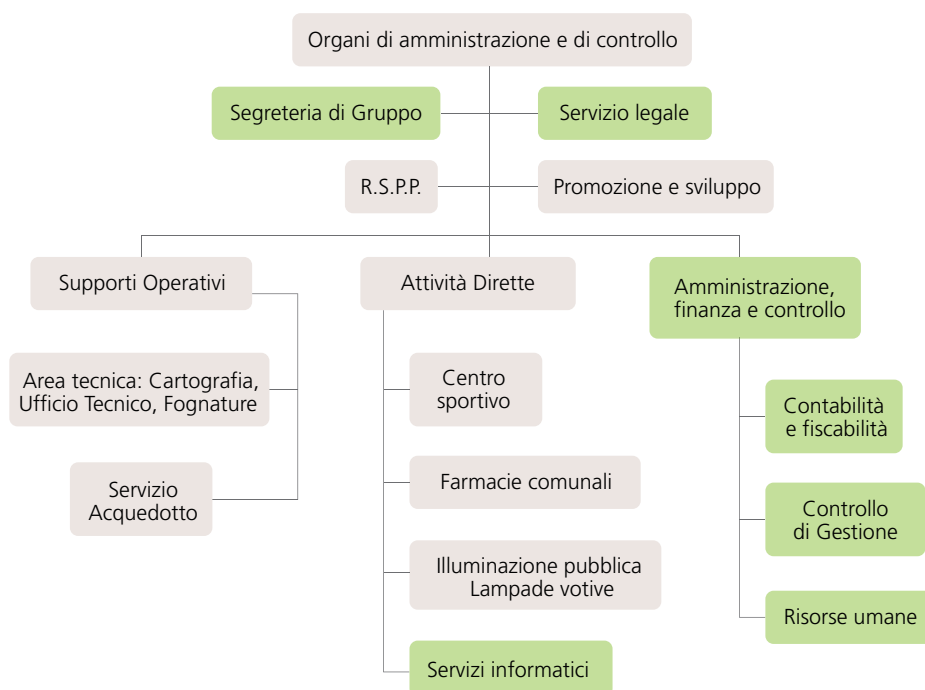 Organi di amministrazione e di controllo
Segreteria di Gruppo
Servizio legale
R.S.P.P.
Promozione e sviluppo
Supporti Operativi
Attività Dirette
Amministrazione,
finanza e controllo
Area tecnica: Cartografia,
Ufficio Tecnico, Fognature
Servizio
Acquedotto
Centro
sportivo
Farmacie comunali
Illuminazione pubblica
Lampade votive
Servizi informatici
Contabilità
e fiscabilità
Controllo
di Gestione
Risorse umane